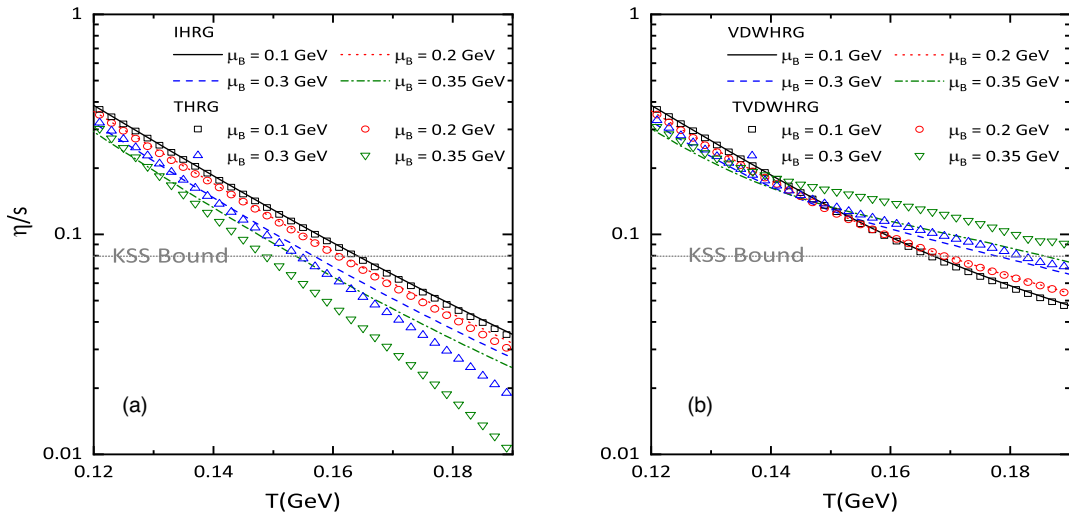 1
IHRG
μB = 0.1 GeV
μB = 0.2 GeV
μB = 0.3 GeV
μB = 0.35 GeV
THRG
μB = 0.1 GeV
μB = 0.2 GeV
μB = 0.3 GeV
μB = 0.35 GeV
η/s
0.1
KSS Bound
(a)
0.01
0.12 0.14 0.16 0.18
T(GeV)
1
VDWHRG
μB = 0.1 GeV
μB = 0.2 GeV
μB = 0.3 GeV
μB = 0.35 GeV
TVDWHRG
μB = 0.1 GeV
μB = 0.2 GeV
μB = 0.3 GeV
μB = 0.35 GeV
0.1
KSS Bound
(b)
0.01
0.12 0.14 0.16 0.18
T(GeV)